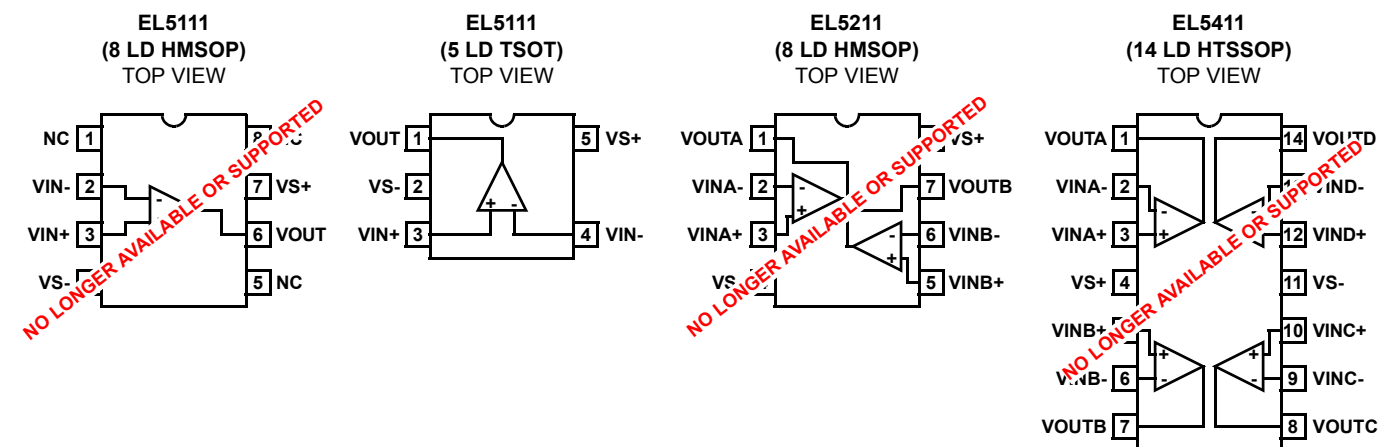 EL5111
(8 LD HMSOP)
TOP VIEW
NC 1
VIN- 2
VIN+ 3
VS-
8
7 VS+
6 VOUT
5 NC
- 
NO LONGER AVAILABLE OR SUPPORTED
EL5111
(5 LD TSOT)
TOP VIEW
VOUT 1
VS- 2
VIN+ 3
5 VS+
4 VIN-
+ -
EL5211
(8 LD HMSOP)
TOP VIEW
VOUTA 1
VINA- 2
VINA+ 3
VS
VS+
7 VOUTB
6 VINB-
5 VINB+
-
+
-
+
NO LONGER AVAILABLE OR SUPPORTED
EL5411
(14 LD HTSSOP)
TOP VIEW
VOUTA 1
VINA- 2
VINA+ 3
VS+ 4
VINB+
VINB- 6
VOUTB 7
14 VOUTD
VIND-
12 VIND+
11 VS-
10 VINC+
9 VINC-
8 VOUTC
-
+
-
+
-
+
-
NO LONGER AVAILABLE OR SUPPORTED